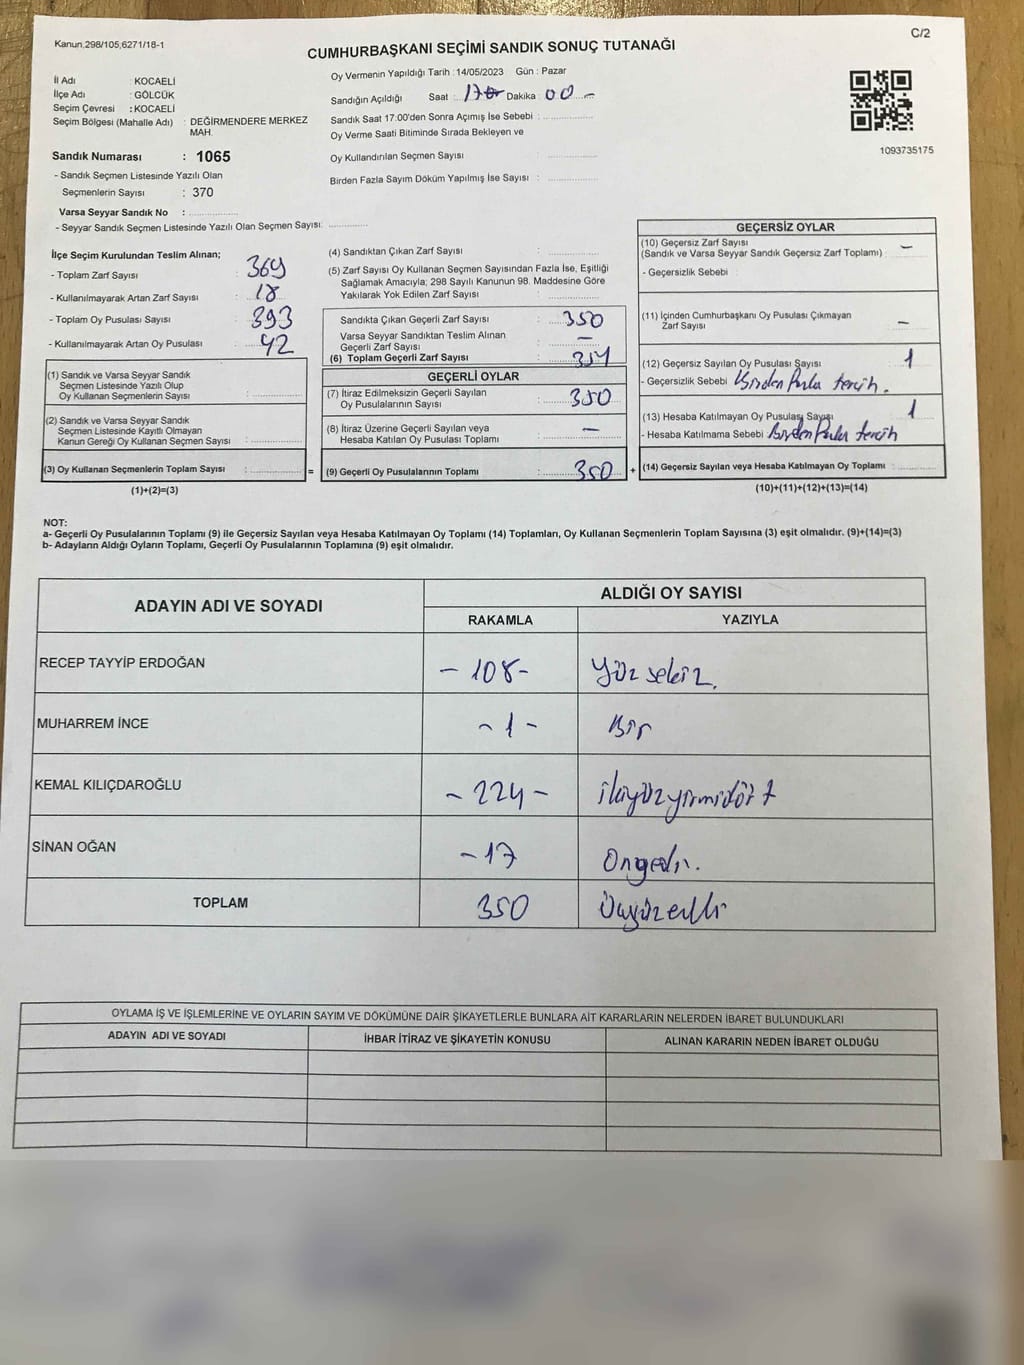 Kanun.298/105;6271/18-1
C/2
CUMHURBAŞKANI SEÇİMİ SANDIK SONUÇ TUTANAĞI
İl Adı : KOCAELİ
İlçe Adı : GÖLCÜK
Seçim Çevresi : KOCAELİ
Seçim Bölgesi (Mahalle Adı) : DEĞİRMENDERE MERKEZ
MAH.
Sandık Numarası : 1065
- Sandık Seçmen Listesinde Yazılı Olan
Seçmenlerin Sayısı : 370
Varsa Seyyar Sandık No :
- Seyyar Sandık Seçmen Listesinde Yazılı Olan Seçmen Sayısı:
Oy Vermenin Yapıldığı Tarih :14/05/2023 Gün : Pazar
Sandığın Açıldığı Saat : Dakika : 00 -
Sandık Saat 17:00'den Sonra Açımış İse Sebebi :
Oy Verme Saati Bitiminde Sırada Bekleyen ve
Oy Kullandırılan Seçmen Sayısı :
Birden Fazla Sayım Döküm Yapılmış İse Sayısı :
1093735175
İlçe Seçim Kurulundan Teslim Alınan;
- Toplam Zarf Sayısı : 369
- Kullanılmayarak Artan Zarf Sayısı : 18
- Toplam Oy Pusulası Sayısı : 393
- Kullanılmayarak Artan Oy Pusulası : 42
(1) Sandık ve Varsa Seyyar Sandık
Seçmen Listesinde Yazılı Olup
Oy Kullanan Seçmenlerin Sayısı :
(2) Sandık ve Varsa Seyyar Sandık
Seçmen Listesinde Kayıtlı Olmayan
Kanun Gereği Oy Kullanan Seçmen Sayısı :
(3) Oy Kullanan Seçmenlerin Toplam Sayısı : =
(1)+(2)=(3)
(4) Sandıktan Çıkan Zarf Sayısı :
(5) Zarf Sayısı Oy Kullanan Seçmen Sayısından Fazla İse, Eşitliği
Sağlamak Amacıyla; 298 Sayılı Kanunun 98. Maddesine Göre
Yakılarak Yok Edilen Zarf Sayısı :
Sandıkta Çıkan Geçerli Zarf Sayısı : 350
Varsa Seyyar Sandıktan Teslim Alınan
Geçerli Zarf Sayısı : -
(6) Toplam Geçerli Zarf Sayısı : 351
GEÇERLİ OYLAR
(7) İtiraz Edilmeksizin Geçerli Sayılan
Oy Pusulalarının Sayısı : 350
(8) İtiraz Üzerine Geçerli Sayılan veya
Hesaba Katılan Oy Pusulası Toplamı : -
(9) Geçerli Oy Pusulalarının Toplamı : 350 +
GEÇERSİZ OYLAR
(10) Geçersiz Zarf Sayısı
(Sandık ve Varsa Seyyar Sandık Geçersiz Zarf Toplamı) : -
- Geçersizlik Sebebi :
(11) İçinden Cumhurbaşkanı Oy Pusulası Çıkmayan
Zarf Sayısı : -
(12) Geçersiz Sayılan Oy Pusulası Sayısı : 1
- Geçersizlik Sebebi : Birden Fazla tercih.
(13) Hesaba Katılmayan Oy Pusulası Sayısı : 1
- Hesaba Katılmama Sebebi : Birden Fazla tercih
(14) Geçersiz Sayılan veya Hesaba Katılmayan Oy Toplamı :
(10)+(11)+(12)+(13)=(14)
NOT:
a- Geçerli Oy Pusulalarının Toplamı (9) ile Geçersiz Sayılan veya Hesaba Katılmayan Oy Toplamı (14) Toplamları, Oy Kullanan Seçmenlerin Toplam Sayısına (3) eşit olmalıdır. (9)+(14)=(3)
b- Adayların Aldığı Oyların Toplamı, Geçerli Oy Pusulalarının Toplamına (9) eşit olmalıdır.
ADAYIN ADI VE SOYADI
ALDIĞI OY SAYISI
RAKAMLA YAZIYLA
RECEP TAYYİP ERDOĞAN - 108 - Yüz sekiz.
MUHARREM İNCE - 1 - Bir
KEMAL KILIÇDAROĞLU - 224 - ikiyüzyirmidört
SİNAN OĞAN - 17 Onyedi.
TOPLAM 350 Üçyüzelli
OYLAMA İŞ VE İŞLEMLERİNE VE OYLARIN SAYIM VE DÖKÜMÜNE DAİR ŞİKAYETLERLE BUNLARA AİT KARARLARIN NELERDEN İBARET BULUNDUKLARI
ADAYIN ADI VE SOYADI İHBAR İTİRAZ VE ŞİKAYETİN KONUSU ALINAN KARARIN NEDEN İBARET OLDUĞU